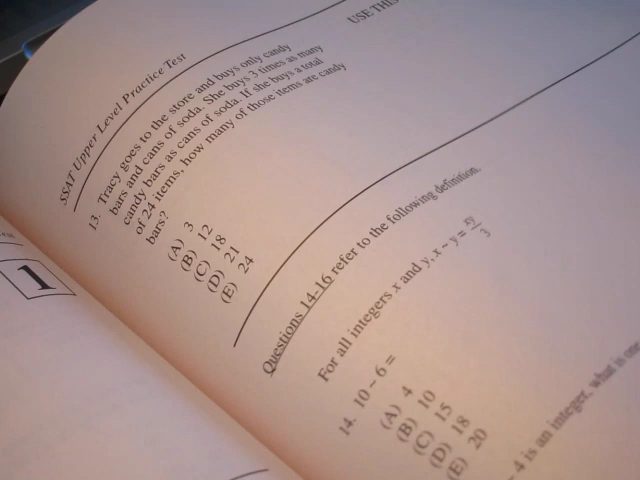 SSAT Upper Level Practice Test
USE THIS
13. Tracy goes to the store and buys only candy
bars and cans of soda. She buys 3 times as many
candy bars as cans of soda. If she buys a total
of 24 items, how many of those items are candy
bars?
(A) 3
(B) 12
(C) 18
(D) 21
(E) 24
Questions 14-16 refer to the following definition.
For all integers x and y, x ~ y = xy/3
14. 10 ~ 6 =
(A) 4
(B) 10
(C) 15
(D) 18
(E) 20
4 is an integer, what is one
1